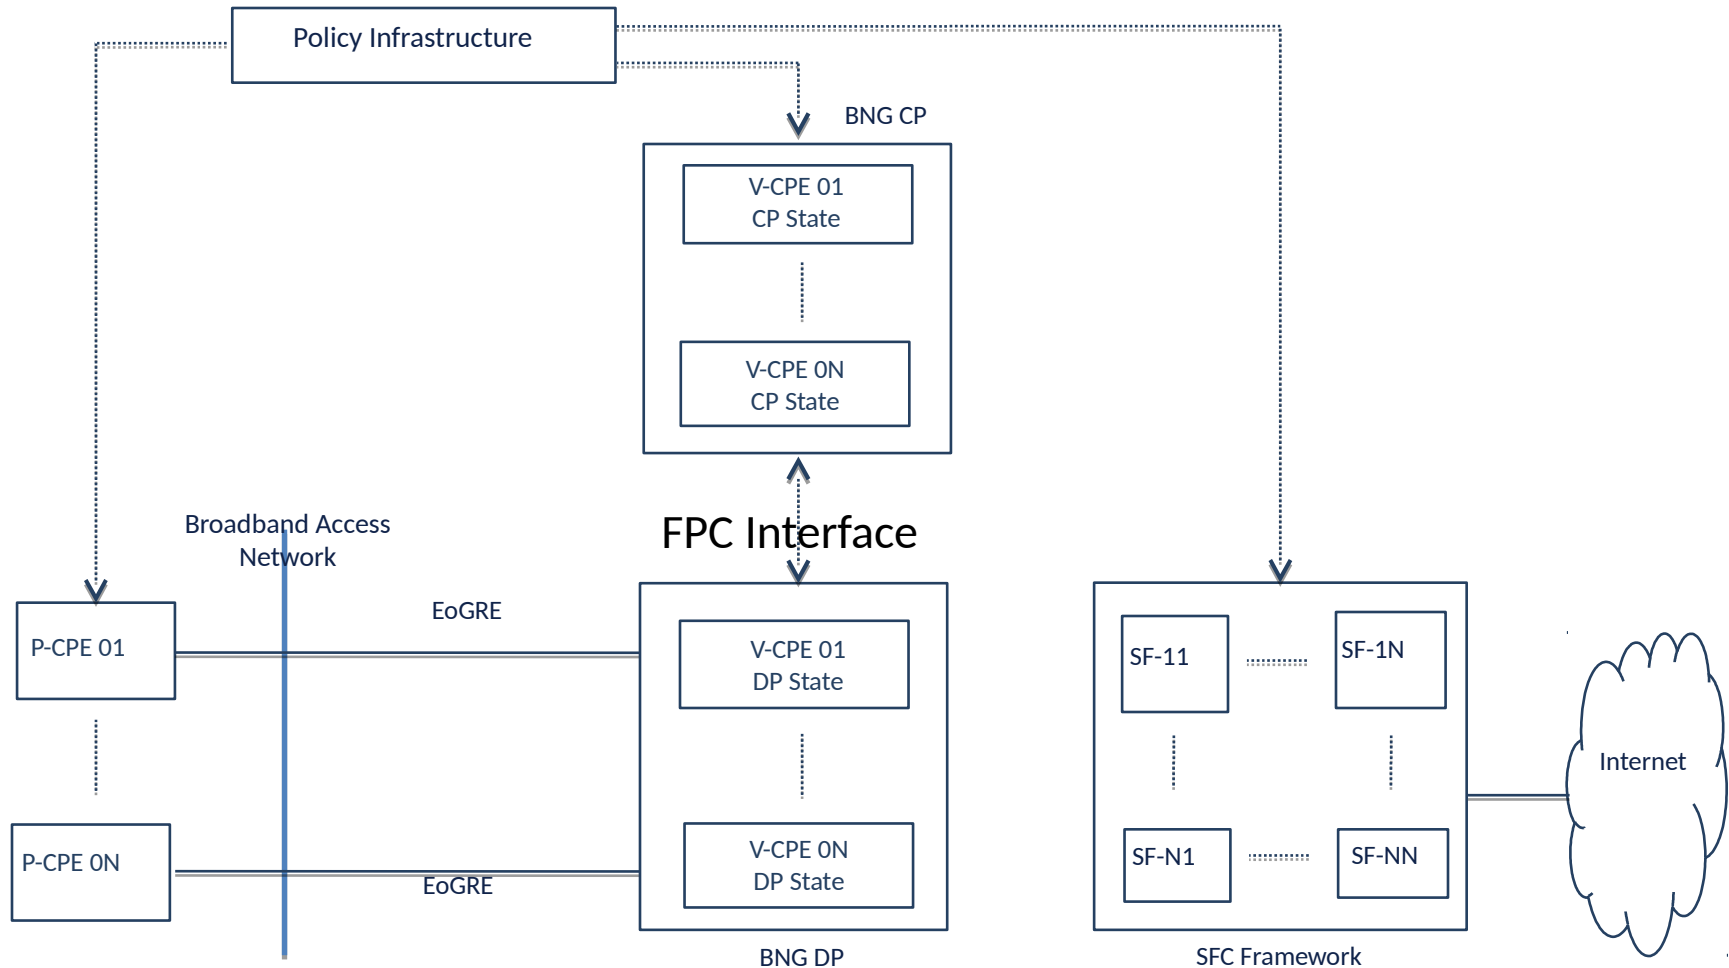 Policy Infrastructure
BNG CP
V-CPE 01
CP State
V-CPE 0N
CP State
Broadband Access
Network
FPC Interface
EoGRE
P-CPE 01
V-CPE 01
DP State
SF-11
SF-1N
Internet
P-CPE 0N
EoGRE
V-CPE 0N
DP State
SF-N1
SF-NN
BNG DP
SFC Framework